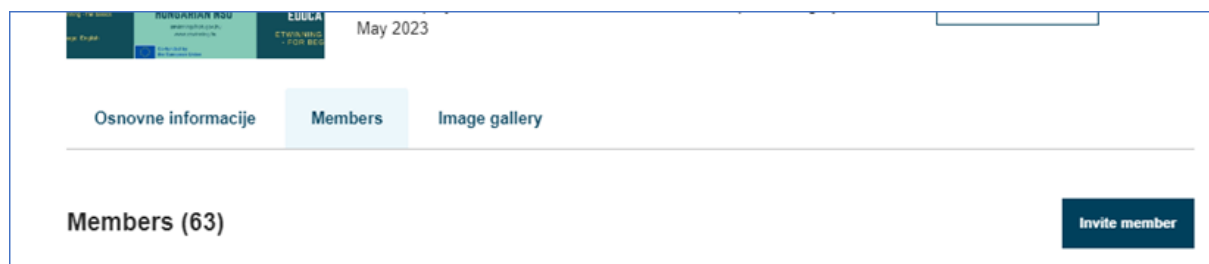 HUNGARIAN NSO
EDUCA
ETWINNING
- FOR BEG
May 2023
Osnovne informacije
Members
Image gallery
Members (63)
Invite member